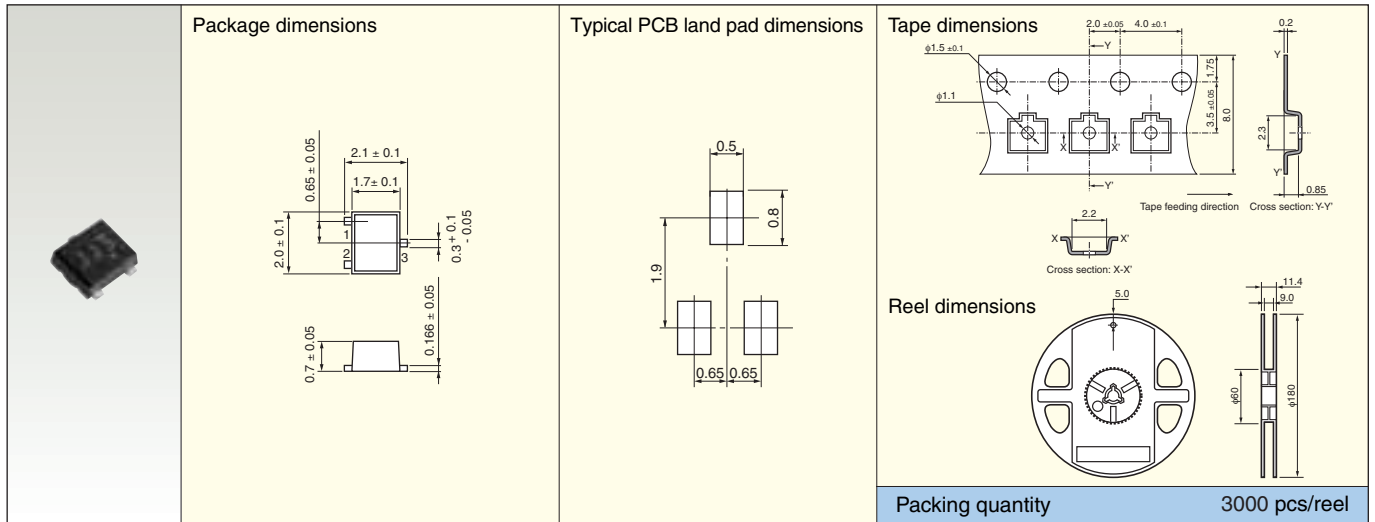 Package dimensions
2.1 ± 0.1
1.7± 0.1
0.65 ± 0.05
2.0 ± 0.1
1
2
3
0.3 + 0.1
- 0.05
0.7 ± 0.05
0.166 ± 0.05
Typical PCB land pad dimensions
0.5
0.8
1.9
0.65
0.65
Tape dimensions
2.0 ±0.05
4.0 ±0.1
0.2
φ1.5 ±0.1
Y
Y
1.75
φ1.1
3.5 ±0.05
8.0
2.3
X
X'
Y'
Y'
0.85
Tape feeding direction
Cross section: Y-Y'
2.2
X
X'
Cross section: X-X'
Reel dimensions
5.0
11.4
9.0
φ60
φ180
Packing quantity
3000 pcs/reel